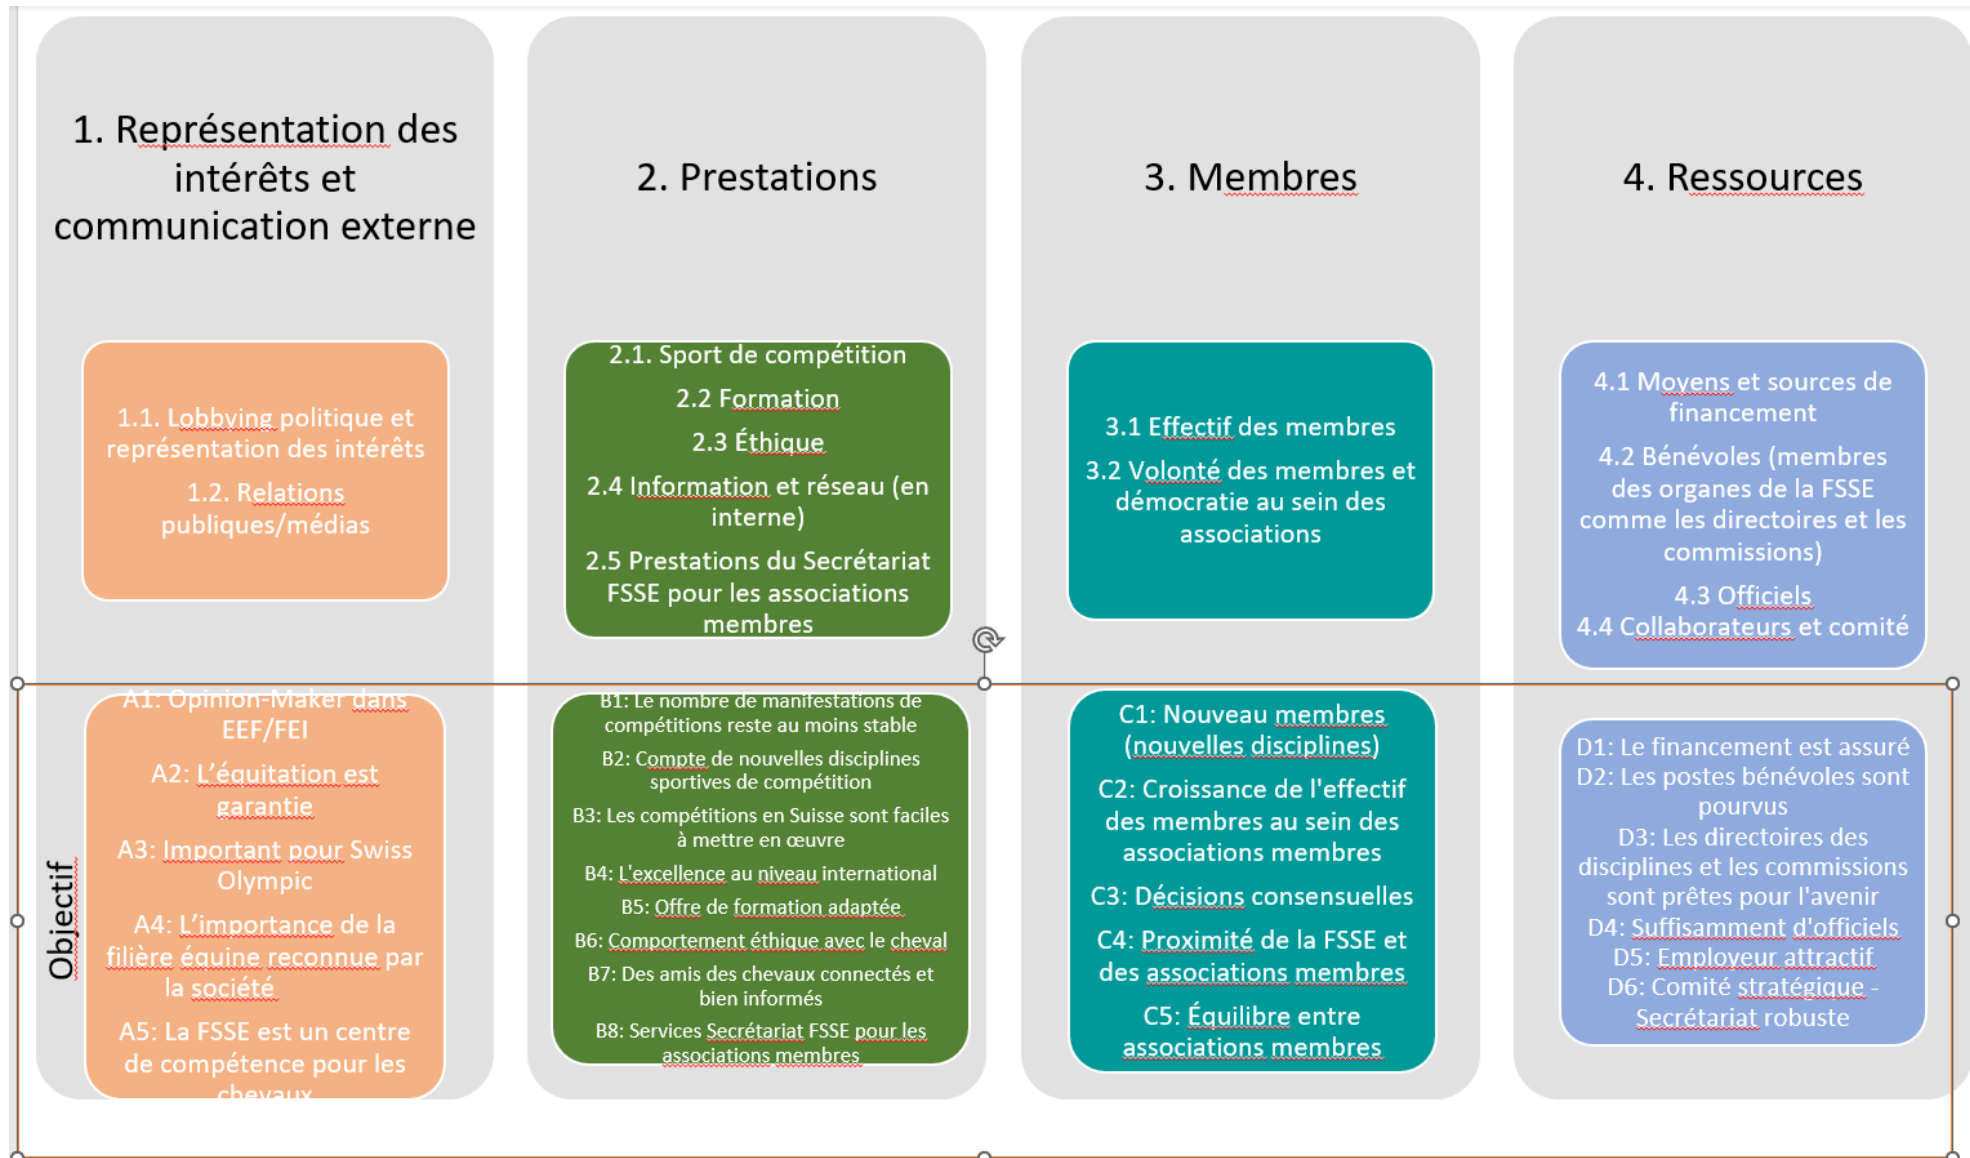 1. Représentation des
intérêts et
communication externe
1.1. Lobbying politique et
représentation des intérêts
1.2. Relations
publiques/médias
2. Prestations
2.1. Sport de compétition
2.2 Formation
2.3 Éthique
2.4 Information et réseau (en
interne)
2.5 Prestations du Secrétariat
FSSE pour les associations
membres
3. Membres
3.1 Effectif des membres
3.2 Volonté des membres et
démocratie au sein des
associations
4. Ressources
4.1 Moyens et sources de
financement
4.2 Bénévoles (membres
des organes de la FSSE
comme les directoires et les
commissions)
4.3 Officiels
4.4 Collaborateurs et comité
Objectif
A1: Opinion-Maker dans
EEF/FEI
A2: L’équitation est
garantie
A3: Important pour Swiss
Olympic
A4: L’importance de la
filière équine reconnue par
la société
A5: La FSSE est un centre
de compétence pour les
chevaux
B1: Le nombre de manifestations de
compétitions reste au moins stable
B2: Compte de nouvelles disciplines
sportives de compétition
B3: Les compétitions en Suisse sont faciles
à mettre en œuvre
B4: L'excellence au niveau international
B5: Offre de formation adaptée
B6: Comportement éthique avec le cheval
B7: Des amis des chevaux connectés et
bien informés
B8: Services Secrétariat FSSE pour les
associations membres
C1: Nouveau membres
(nouvelles disciplines)
C2: Croissance de l'effectif
des membres au sein des
associations membres
C3: Décisions consensuelles
C4: Proximité de la FSSE et
des associations membres
C5: Équilibre entre
associations membres
D1: Le financement est assuré
D2: Les postes bénévoles sont
pourvus
D3: Les directoires des
disciplines et les commissions
sont prêtes pour l'avenir
D4: Suffisamment d'officiels
D5: Employeur attractif
D6: Comité stratégique -
Secrétariat robuste